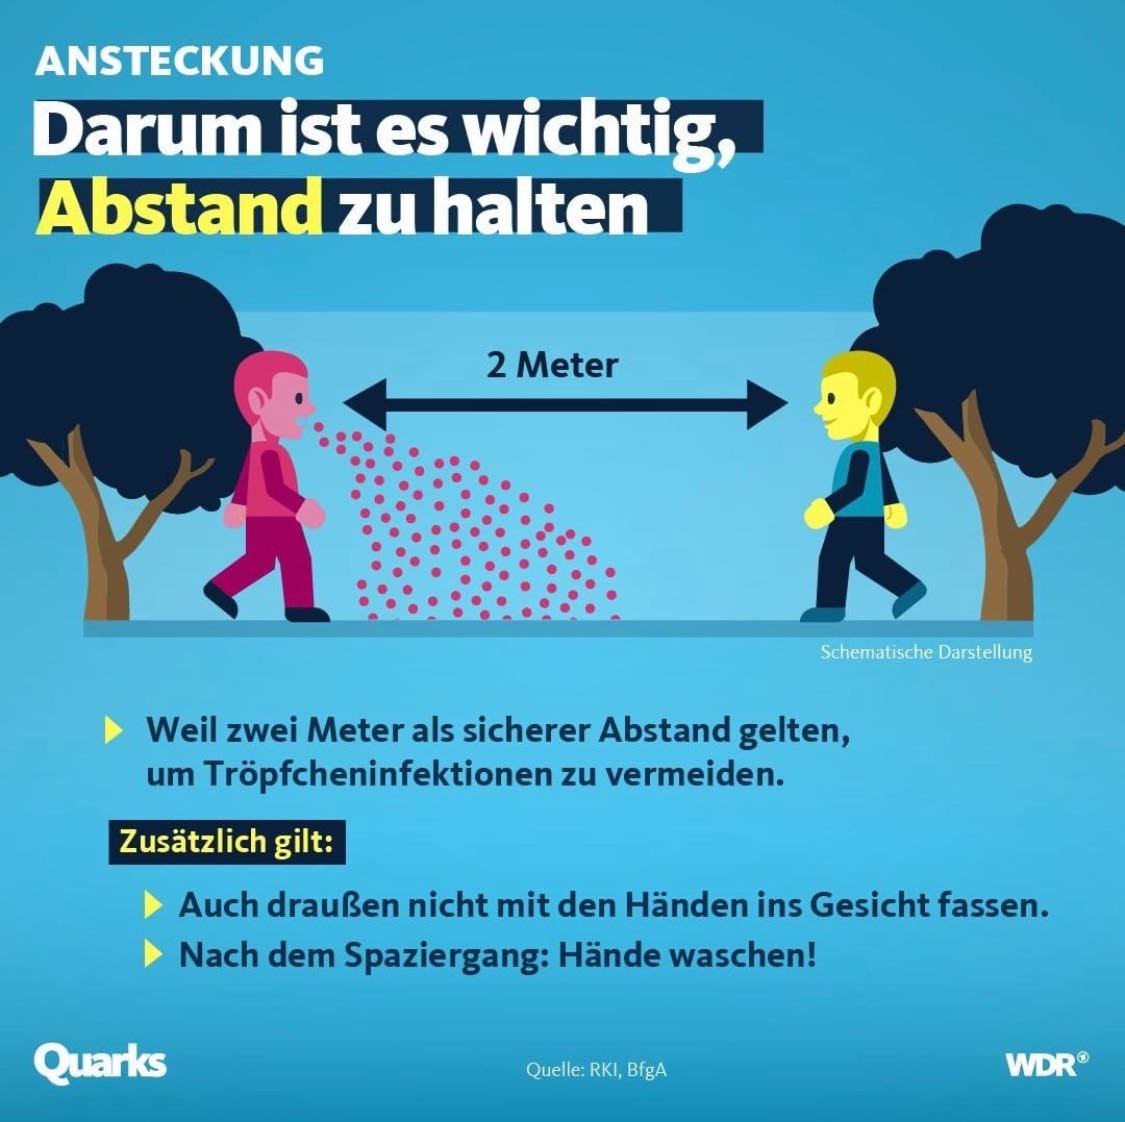 ANSTECKUNG
Darum ist es wichtig,
Abstand zu halten
2 Meter
Schematische Darstellung
Weil zwei Meter als sicherer Abstand gelten,
um Tröpfcheninfektionen zu vermeiden.
Zusätzlich gilt:
Auch draußen nicht mit den Händen ins Gesicht fassen.
Nach dem Spaziergang: Hände waschen!
Quarks
Quelle: RKI, BfgA
WDR